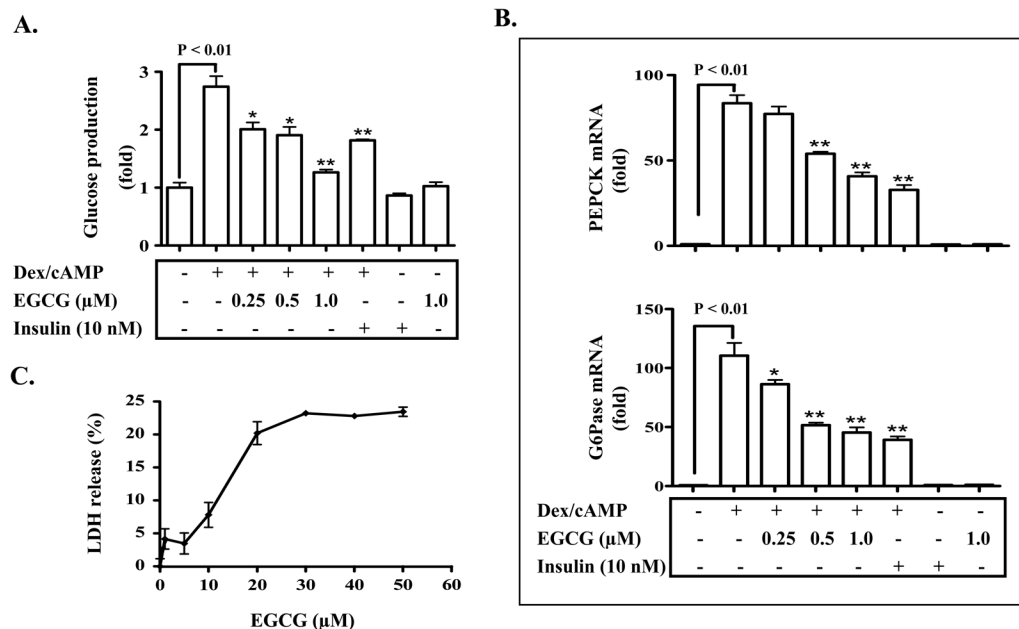 A.
P < 0.01
Glucose production
(fold)
3
2
1
0
* * ** **
Dex/cAMP - + + + + + - -
EGCG (µM) - - 0.25 0.5 1.0 - - 1.0
Insulin (10 nM) - - - - - + + -
B.
P < 0.01
PEPCK mRNA
(fold)
100
50
0
** ** **
P < 0.01
G6Pase mRNA
(fold)
150
100
50
0
* ** ** **
Dex/cAMP - + + + + + - -
EGCG (µM) - - 0.25 0.5 1.0 - - 1.0
Insulin (10 nM) - - - - - + + -
C.
LDH release (%)
25
20
15
10
5
0
0 10 20 30 40 50 60
EGCG (µM)